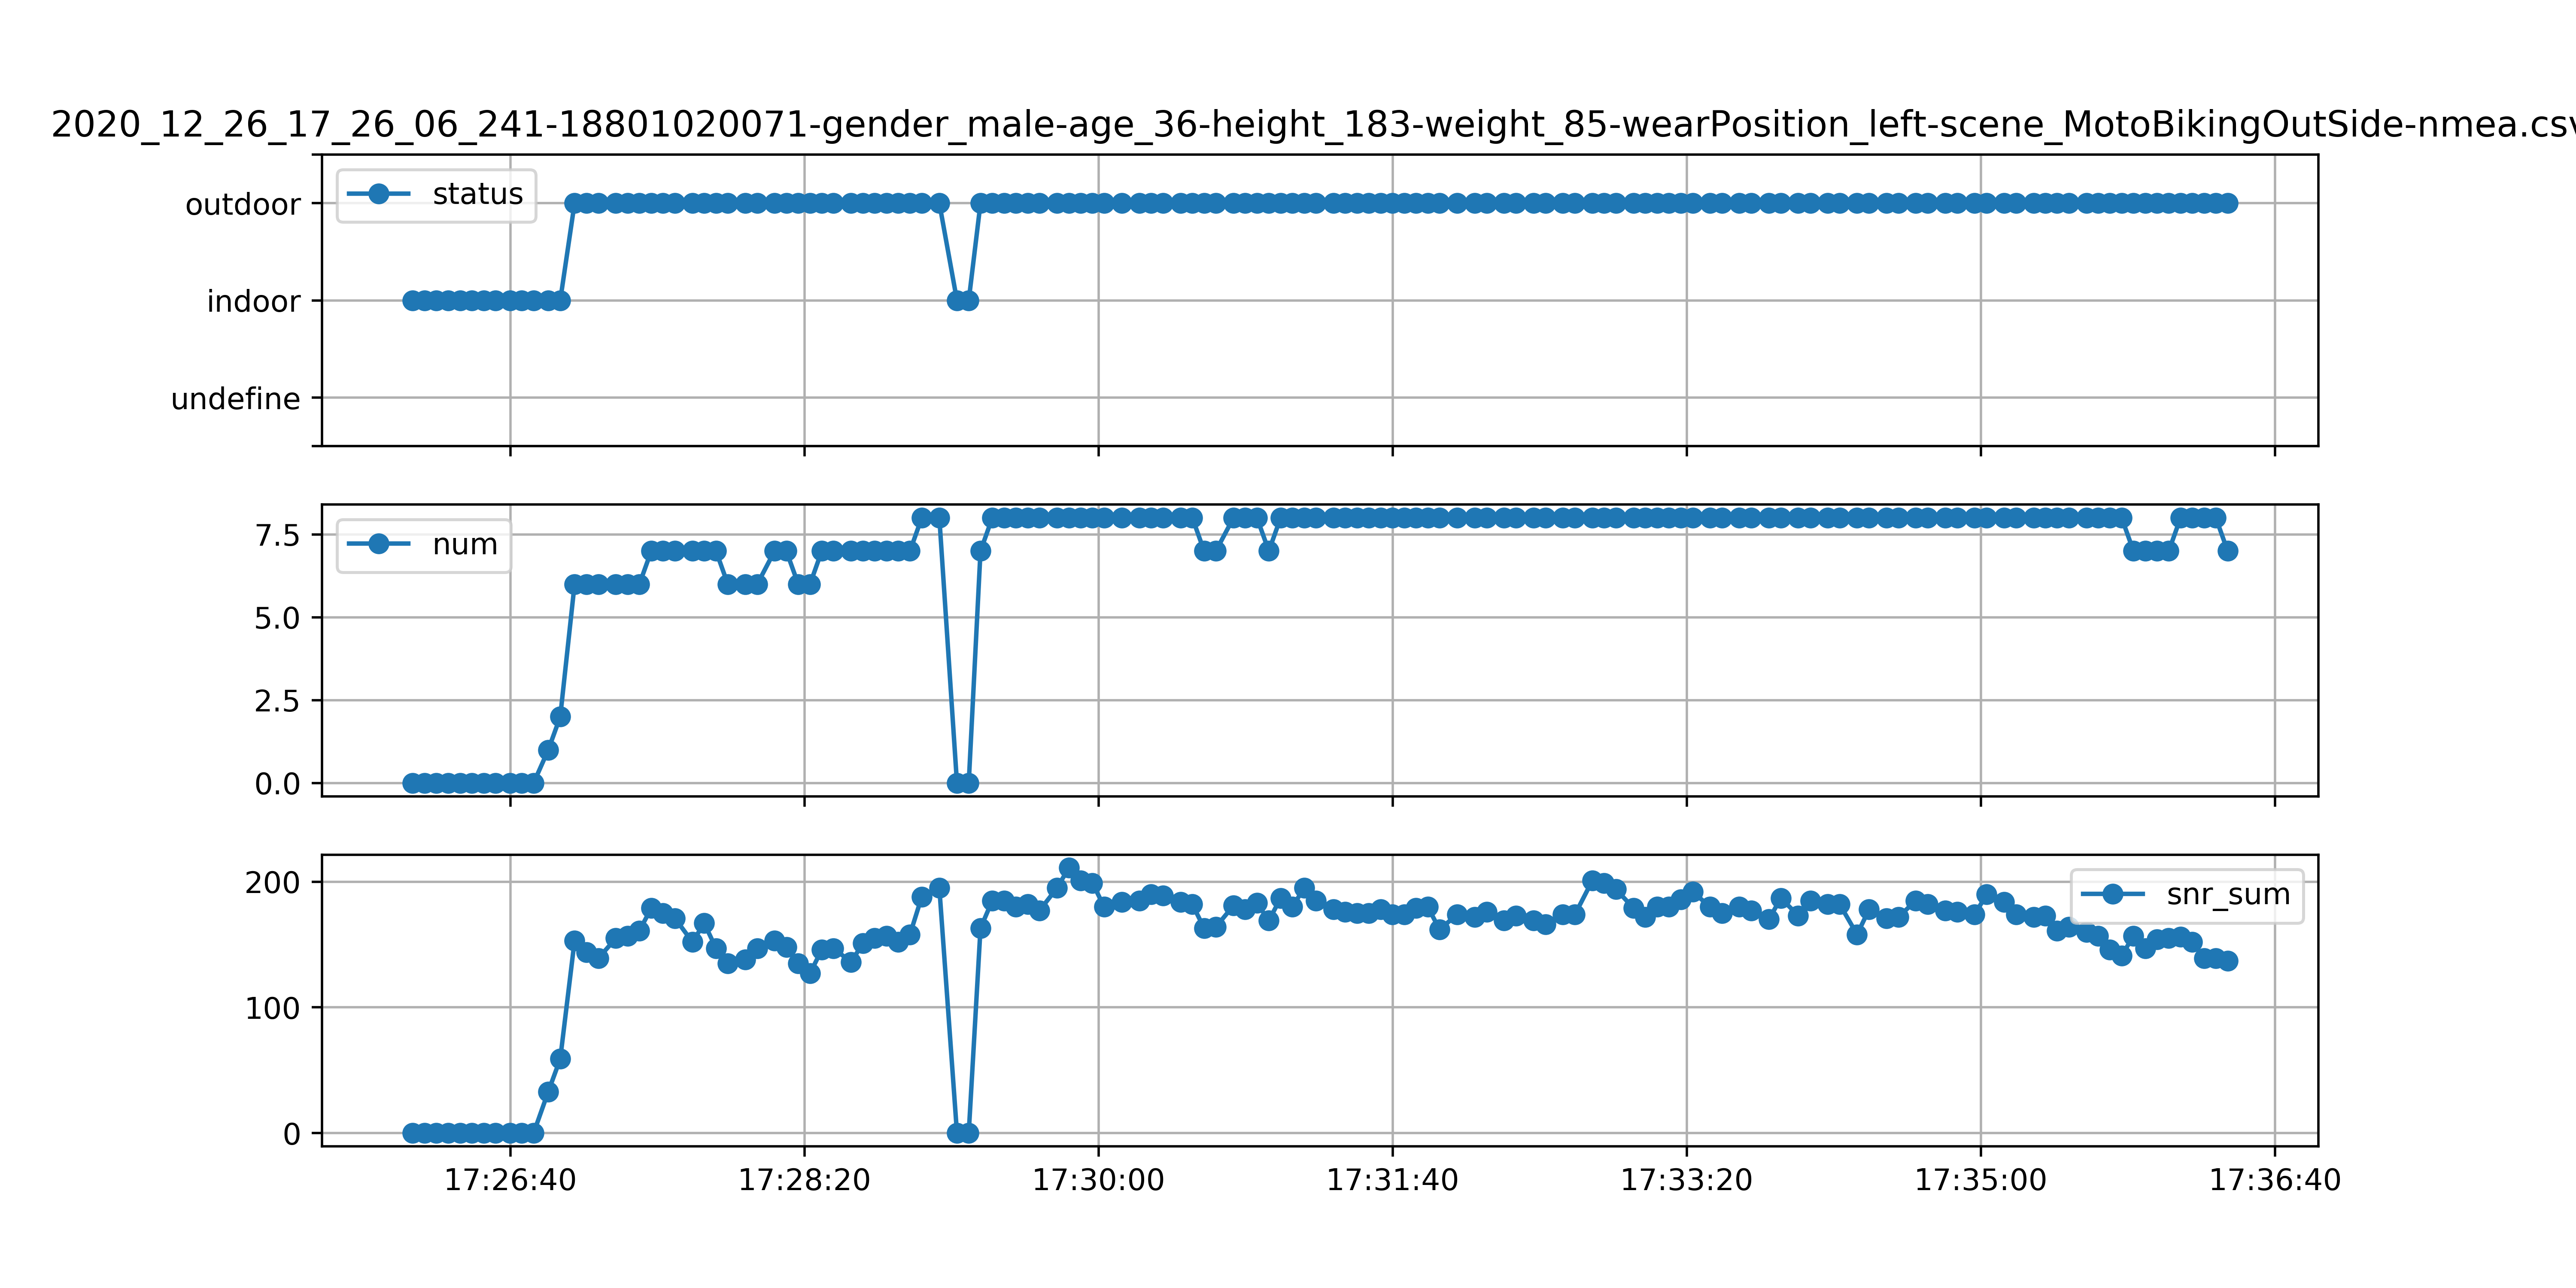 2020_12_26_17_26_06_241-18801020071-gender_male-age_36-height_183-weight_85-wearPosition_left-scene_MotoBikingOutSide-nmea.csv
status
outdoor
indoor
undefine
num
7.5
5.0
2.5
0.0
snr_sum
200
100
0
17:26:40 17:28:20 17:30:00 17:31:40 17:33:20 17:35:00 17:36:40